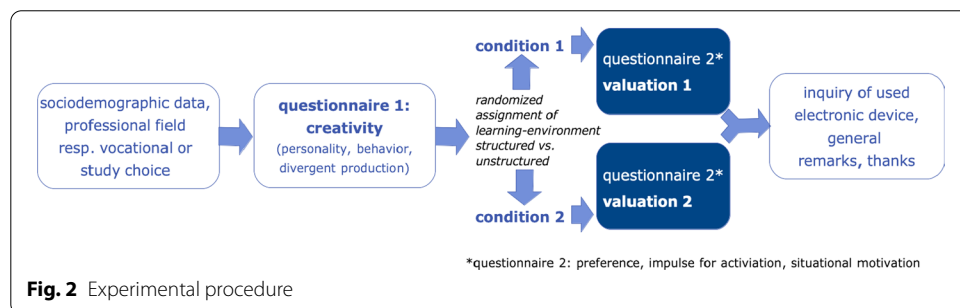 sociodemographic data,
professional field
resp. vocational or
study choice
questionnaire 1:
creativity
(personality, behavior,
divergent production)
condition 1
randomized
assignment of
learning-environment
structured vs.
unstructured
condition 2
questionnaire 2*
valuation 1
questionnaire 2*
valuation 2
inquiry of used
electronic device,
general
remarks, thanks
*questionnaire 2: preference, impulse for activiation, situational motivation
Fig. 2 Experimental procedure